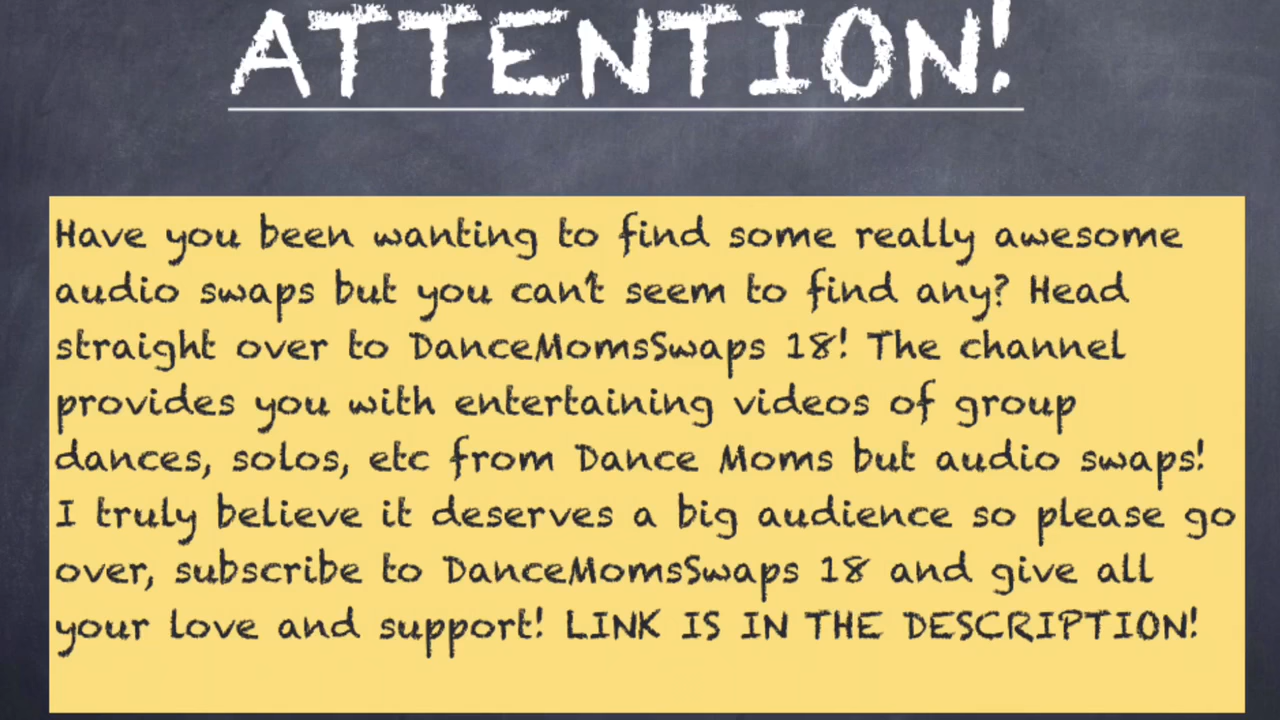 ATTENTION!
Have you been wanting to find some really awesome
audio swaps but you can't seem to find any? Head
straight over to DanceMomsSwaps 18! The channel
provides you with entertaining videos of group
dances, solos, etc from Dance Moms but audio swaps!
I truly believe it deserves a big audience so please go
over, subscribe to DanceMomsSwaps 18 and give all
your love and support! LINK IS IN THE DESCRIPTION!